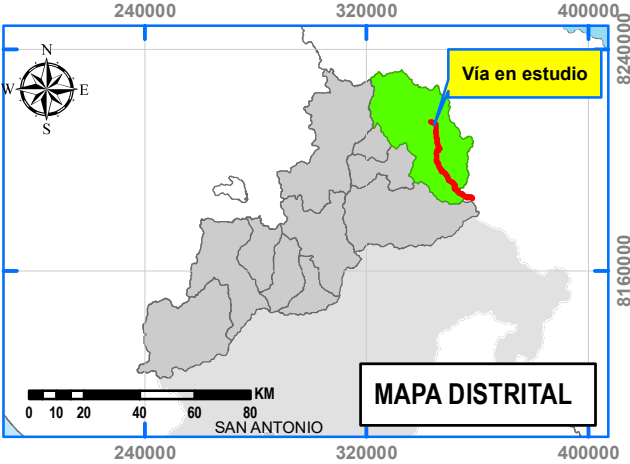 240000 320000 400000
8240000
N
W E
S
Vía en estudio
8160000
KM
0 10 20 40 60 80
SAN ANTONIO
MAPA DISTRITAL
240000 320000 400000